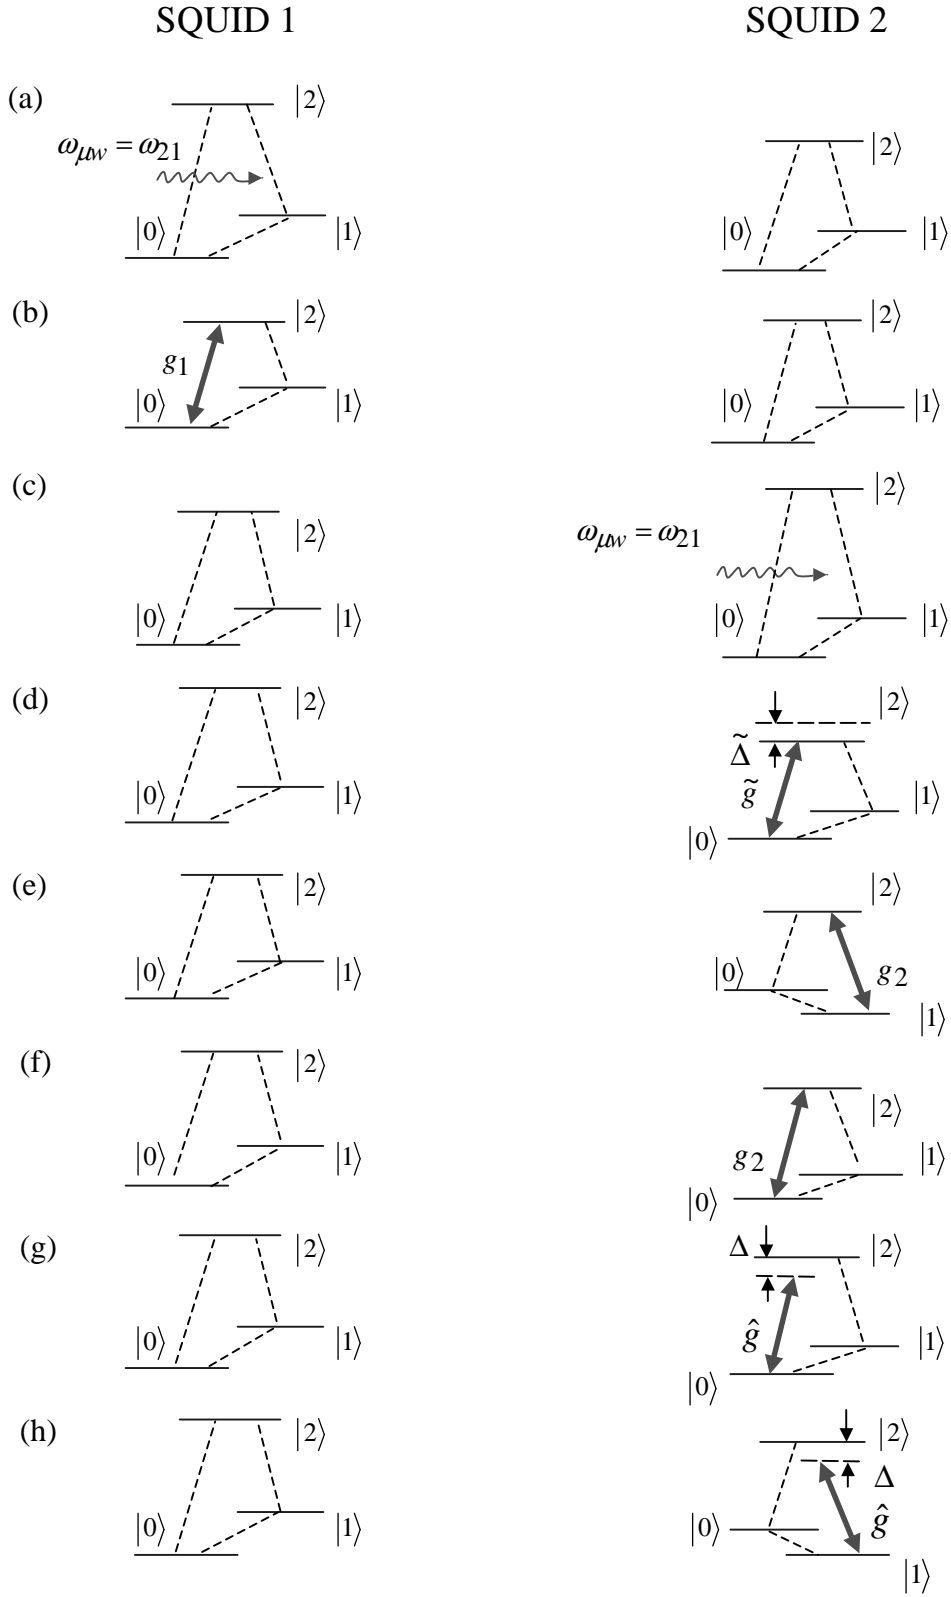 SQUID 1 SQUID 2
(a) |2⟩
ω_μw = ω_21 |2⟩
|0⟩ |1⟩ |0⟩ |1⟩
(b) |2⟩ |2⟩
g_1
|0⟩ |1⟩ |0⟩ |1⟩
(c) |2⟩ |2⟩
ω_μw = ω_21
|0⟩ |1⟩ |0⟩ |1⟩
(d) |2⟩ |2⟩
Δ̃
g̃
|0⟩ |1⟩ |0⟩ |1⟩
(e) |2⟩ |2⟩
|0⟩ |1⟩ |0⟩ g_2 |1⟩
(f) |2⟩ |2⟩
g_2
|0⟩ |1⟩ |0⟩ |1⟩
(g) |2⟩ Δ |2⟩
ĝ
|0⟩ |1⟩ |0⟩ |1⟩
(h) |2⟩ |2⟩
Δ
ĝ
|0⟩ |1⟩ |0⟩ |1⟩